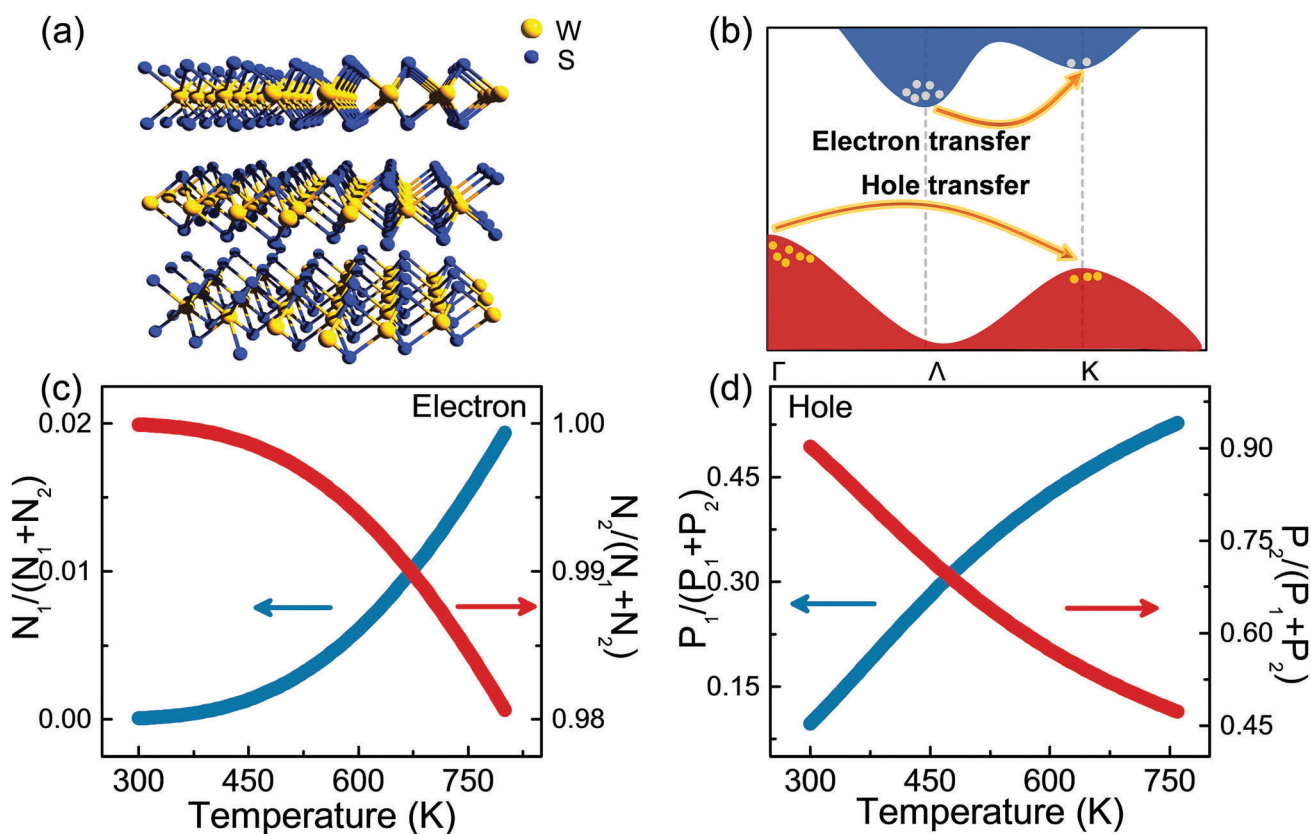 (a)
W
S
(b)
Electron transfer
Hole transfer
Γ Λ K
(c)
Electron
N₁/(N₁+N₂)
0.02
0.01
0.00
1.00
0.99
0.98
N₂/(N₁+N₂)
300 450 600 750
Temperature (K)
(d)
Hole
P₁/(P₁+P₂)
0.45
0.30
0.15
0.90
0.75
0.60
0.45
P₂/(P₁+P₂)
300 450 600 750
Temperature (K)